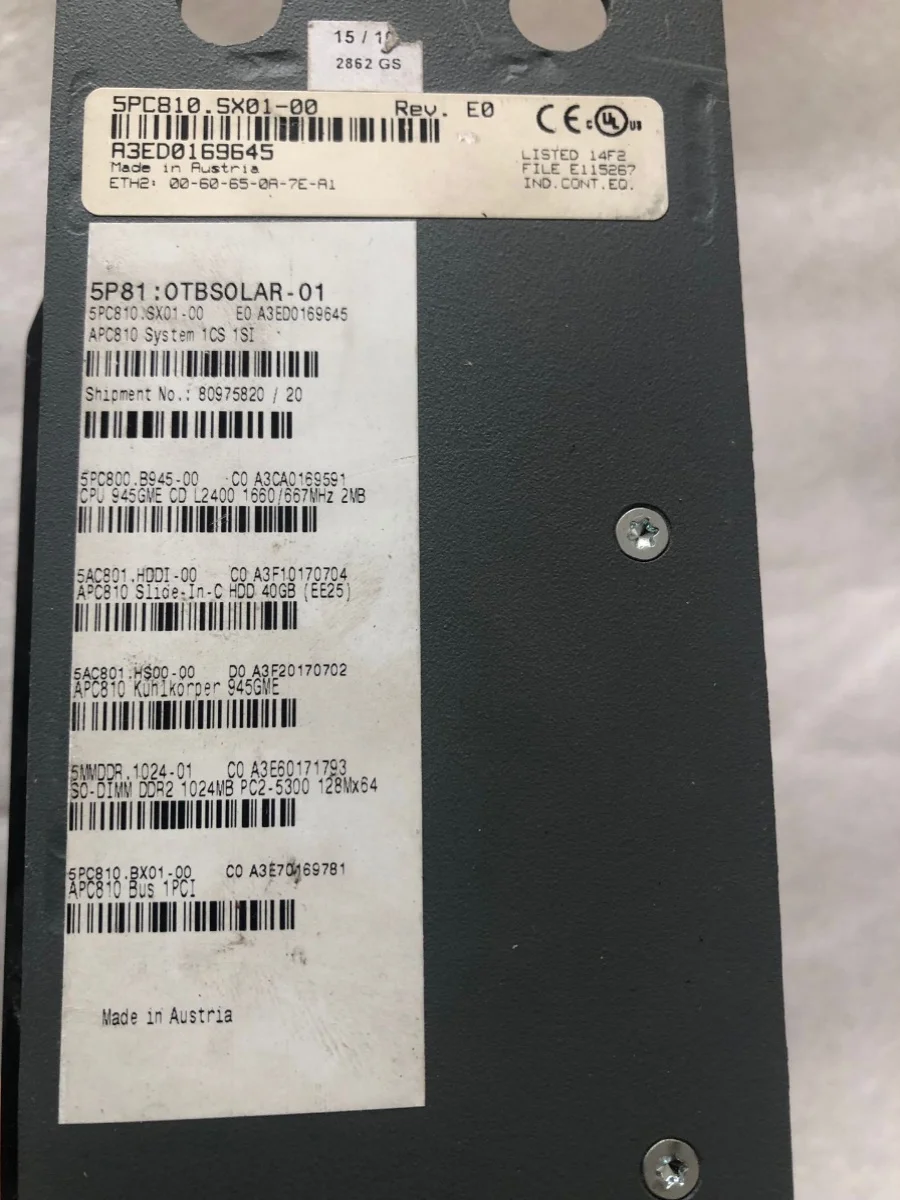 15 / 10
2862 GS
5PC810.SX01-00 Rev. E0
A3ED0169645
Made in Austria
ETH2: 00-60-65-0A-7E-A1
CE c UL US
LISTED 14F2
FILE E115267
IND.CONT.EQ.
5P81:OTBSOLAR-01
5PC810.SX01-00 E0 A3ED0169645
APC810 System 1CS 1SI
Shipment No.: 80975820 / 20
5PC800.B945-00 C0 A3CA0169591
CPU 945GME CD L2400 1660/667MHz 2MB
5AC801.HDDI-00 C0 A3F10170704
APC810 Slide-In-C HDD 40GB (EE25)
5AC801.HS00-00 D0 A3F20170702
APC810 Kühlkörper 945GME
5MMDDR.1024-01 C0 A3E60171793
SO-DIMM DDR2 1024MB PC2-5300 128Mx64
5PC810.BX01-00 C0 A3E70169781
APC810 Bus 1PCI
Made in Austria